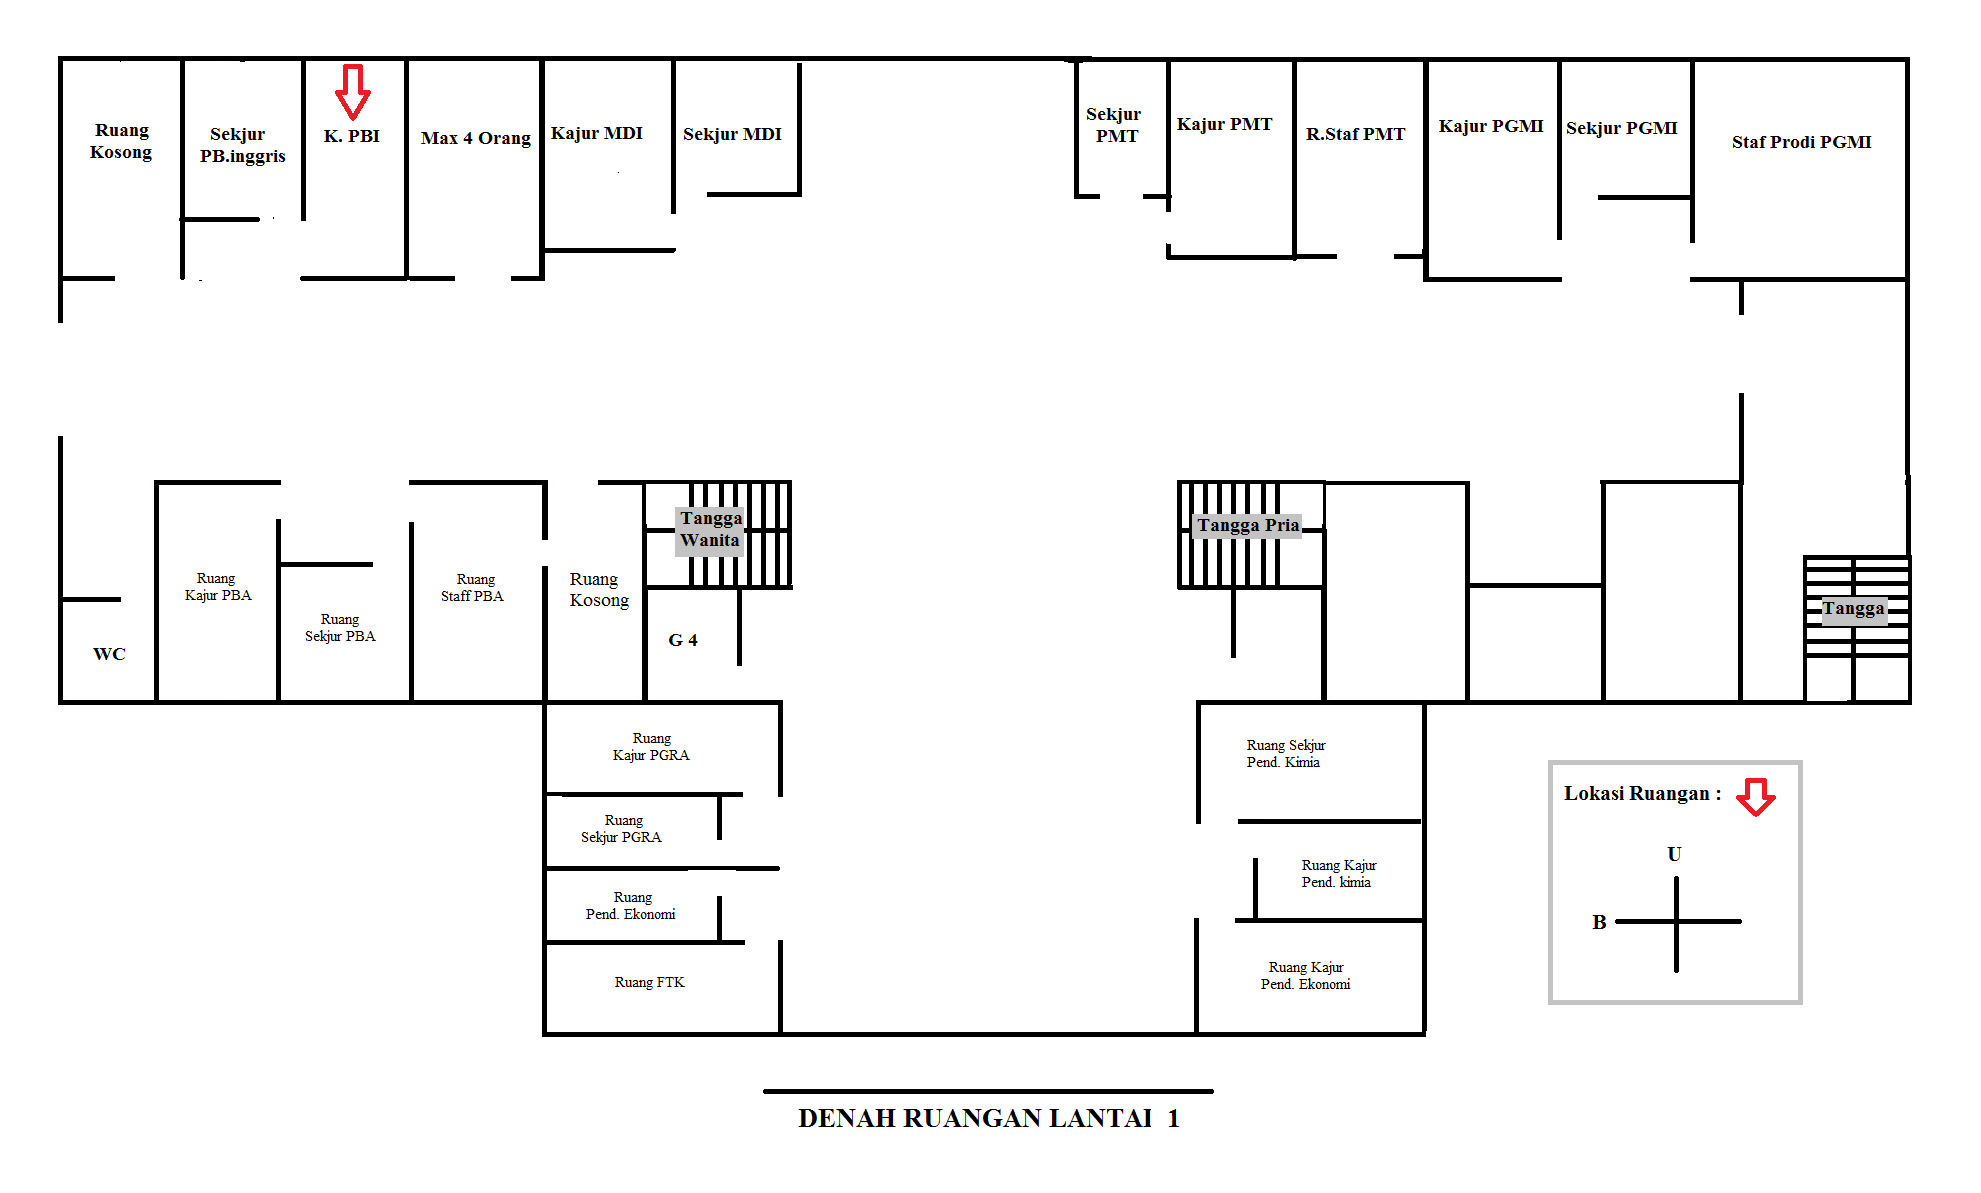 Ruang
Kosong
Sekjur
PB.inggris
K. PBI
Max 4 Orang
Kajur MDI
Sekjur MDI
Sekjur
PMT
Kajur PMT
R.Staf PMT
Kajur PGMI
Sekjur PGMI
Staf Prodi PGMI
WC
Ruang
Kajur PBA
Ruang
Sekjur PBA
Ruang
Staff PBA
Ruang
Kosong
Tangga
Wanita
G 4
Tangga Pria
Tangga
Ruang
Kajur PGRA
Ruang
Sekjur PGRA
Ruang
Pend. Ekonomi
Ruang FTK
Ruang Sekjur
Pend. Kimia
Ruang Kajur
Pend. kimia
Ruang Kajur
Pend. Ekonomi
Lokasi Ruangan :
U
B
DENAH RUANGAN LANTAI 1